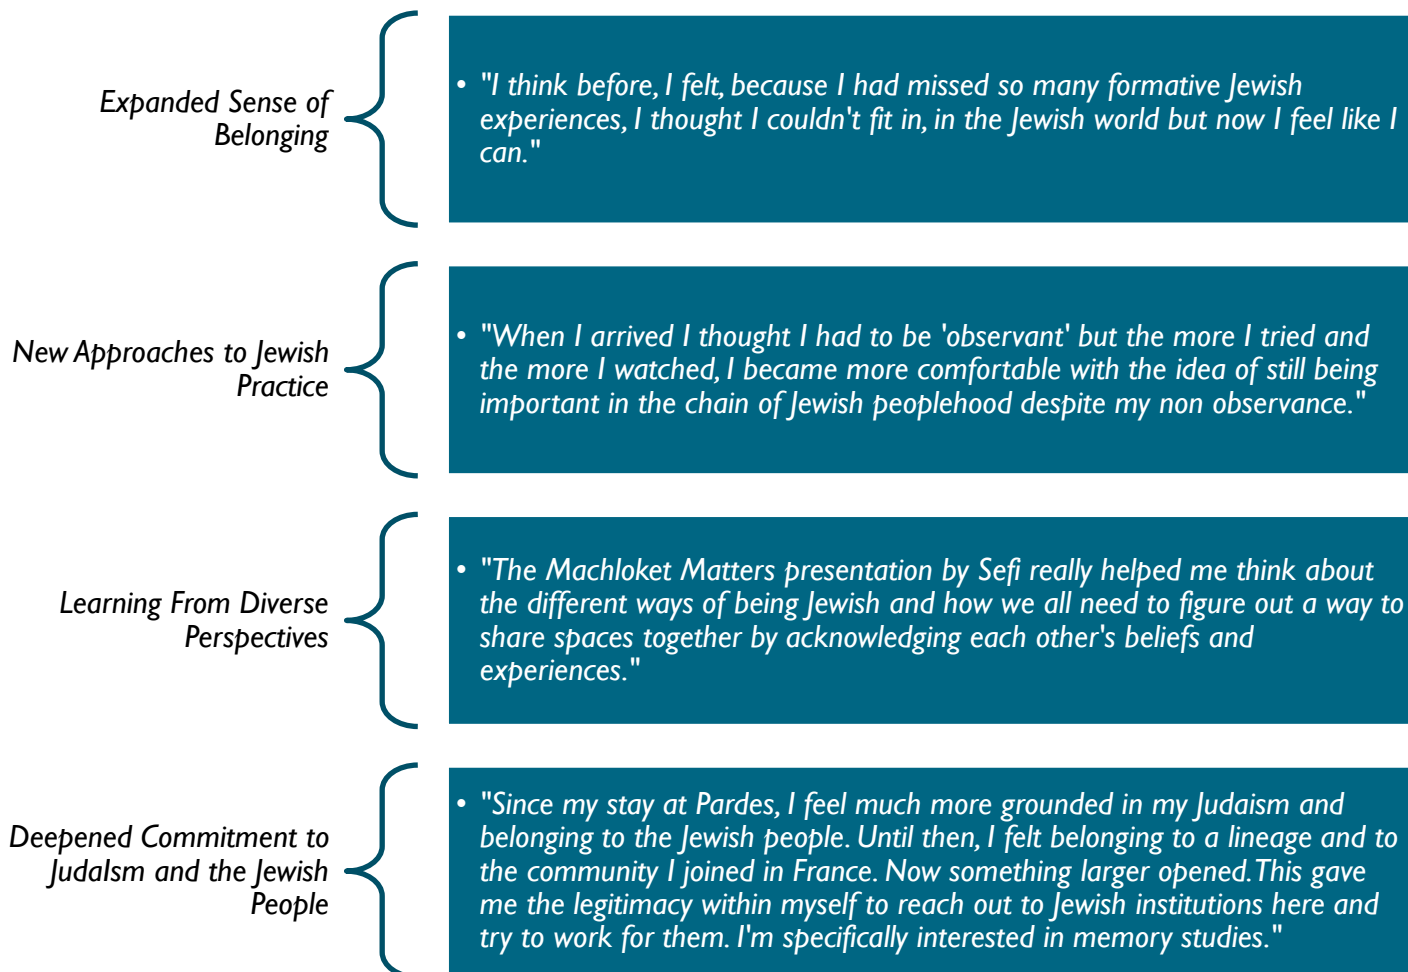 Expanded Sense of
Belonging
• "I think before, I felt, because I had missed so many formative Jewish
experiences, I thought I couldn't fit in, in the Jewish world but now I feel like I
can."
New Approaches to Jewish
Practice
• "When I arrived I thought I had to be 'observant' but the more I tried and
the more I watched, I became more comfortable with the idea of still being
important in the chain of Jewish peoplehood despite my non observance."
Learning From Diverse
Perspectives
• "The Machloket Matters presentation by Sefi really helped me think about
the different ways of being Jewish and how we all need to figure out a way to
share spaces together by acknowledging each other's beliefs and
experiences."
Deepened Commitment to
JudaIsm and the Jewish
People
• "Since my stay at Pardes, I feel much more grounded in my Judaism and
belonging to the Jewish people. Until then, I felt belonging to a lineage and to
the community I joined in France. Now something larger opened. This gave
me the legitimacy within myself to reach out to Jewish institutions here and
try to work for them. I'm specifically interested in memory studies."